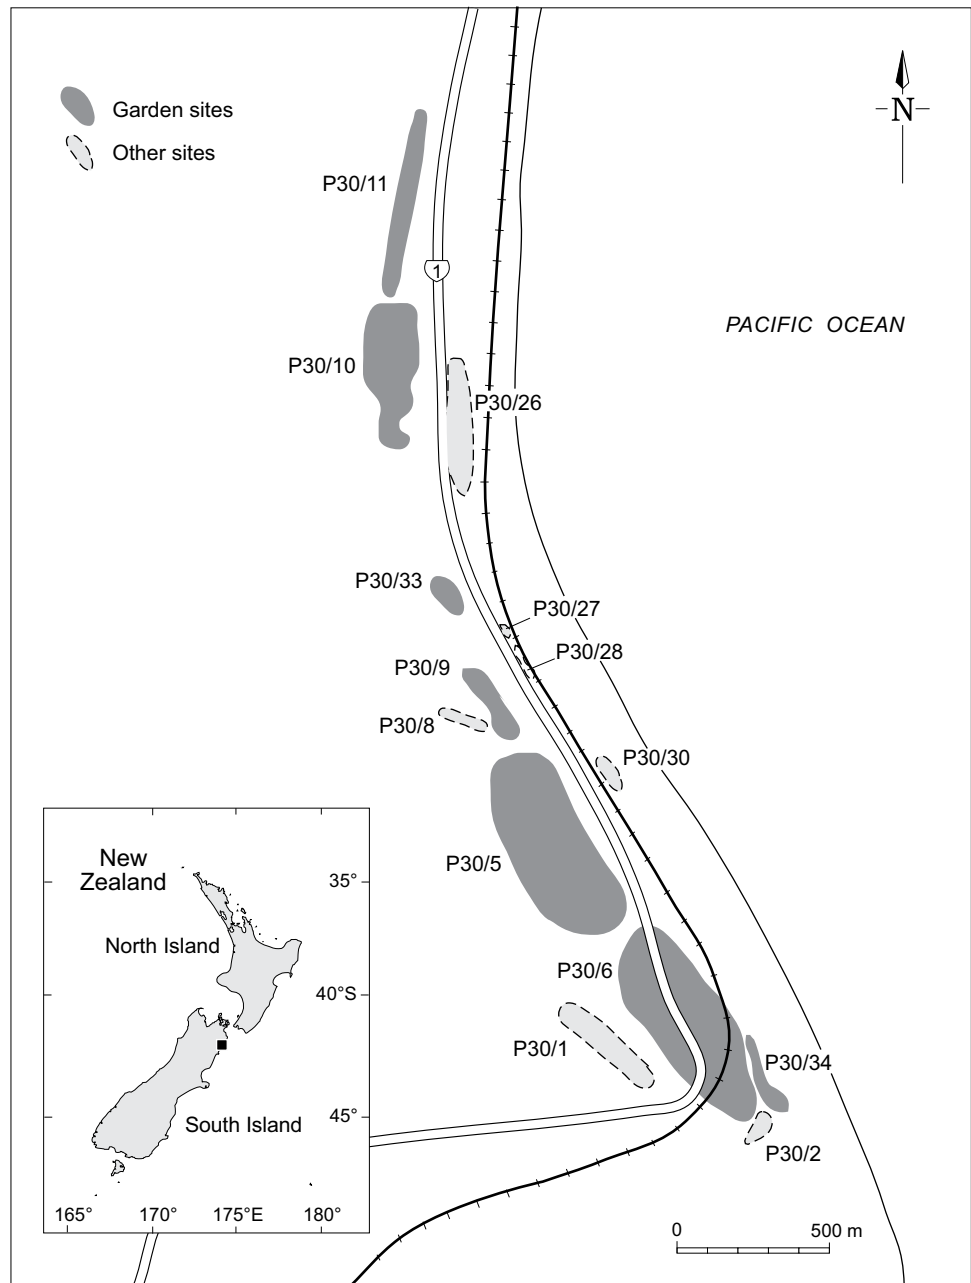 Garden sites
Other sites
N
P30/11
1
PACIFIC OCEAN
P30/10
P30/26
P30/33
P30/27
P30/28
P30/9
P30/8
P30/30
P30/5
P30/6
P30/1
P30/34
P30/2
New
Zealand
35°
North Island
40°S
South Island
45°
165°
170°
175°E
180°
0
500 m